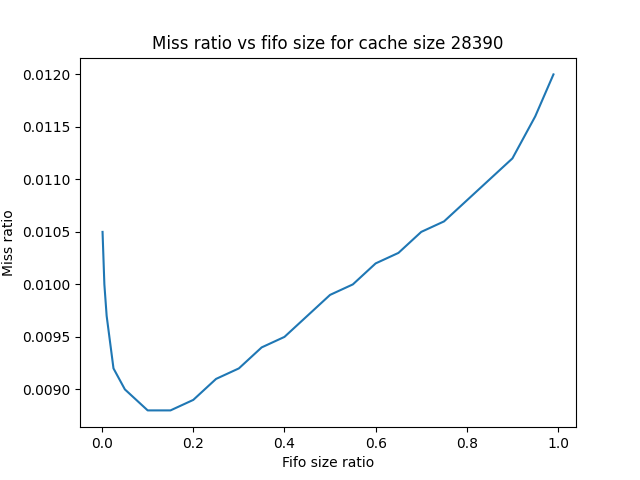 Miss ratio vs fifo size for cache size 28390
0.0120
0.0115
0.0110
0.0105
0.0100
0.0095
0.0090
Miss ratio
0.0 0.2 0.4 0.6 0.8 1.0
Fifo size ratio